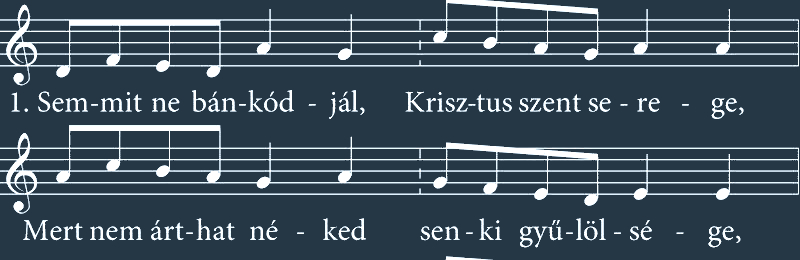 1. Sem-mit ne bán-kód - jál, Krisz-tus szent se - re - ge,
Mert nem árt-hat né - ked sen - ki gyű-löl - sé - ge,